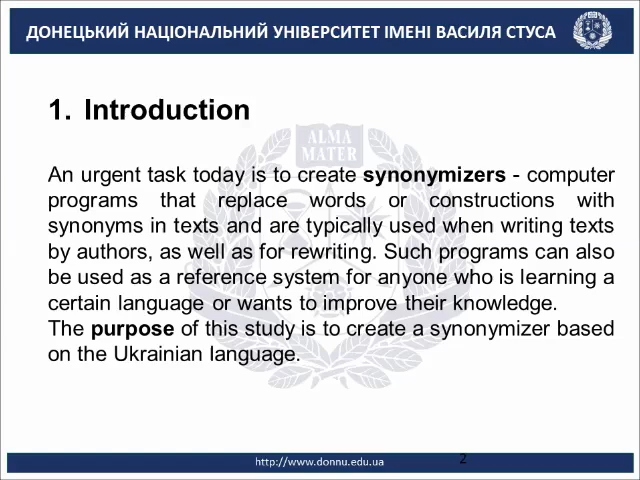 ДОНЕЦЬКИЙ НАЦІОНАЛЬНИЙ УНІВЕРСИТЕТ ІМЕНІ ВАСИЛЯ СТУСА
1. Introduction
ALMA
MATER
An urgent task today is to create synonymizers - computer
programs that replace words or constructions with
synonyms in texts and are typically used when writing texts
by authors, as well as for rewriting. Such programs can also
be used as a reference system for anyone who is learning a
certain language or wants to improve their knowledge.
The purpose of this study is to create a synonymizer based
on the Ukrainian language.
http://www.donnu.edu.ua
2